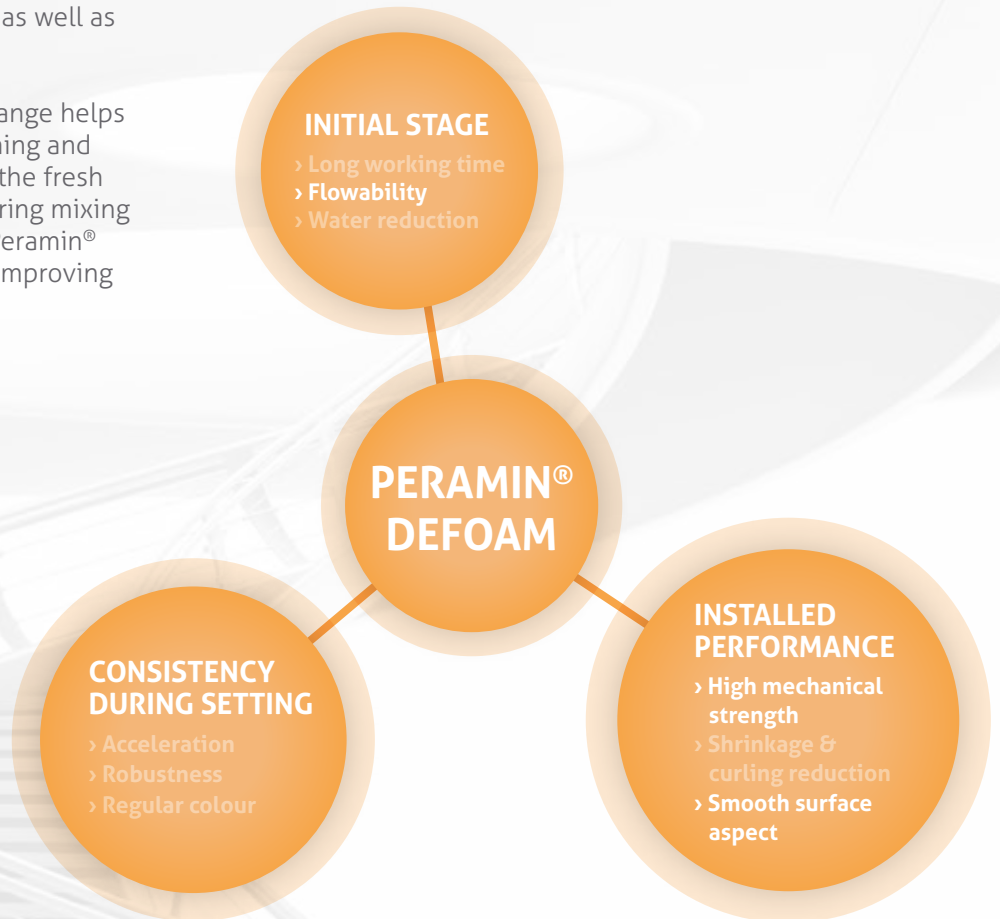 as well as
ange helps
ing and
the fresh
ring mixing
eramin®
mproving
INITIAL STAGE
› Long working time
› Flowability
› Water reduction
PERAMIN®
DEFOAM
CONSISTENCY
DURING SETTING
› Acceleration
› Robustness
› Regular colour
INSTALLED
PERFORMANCE
› High mechanical
strength
› Shrinkage &
curling reduction
› Smooth surface
aspect